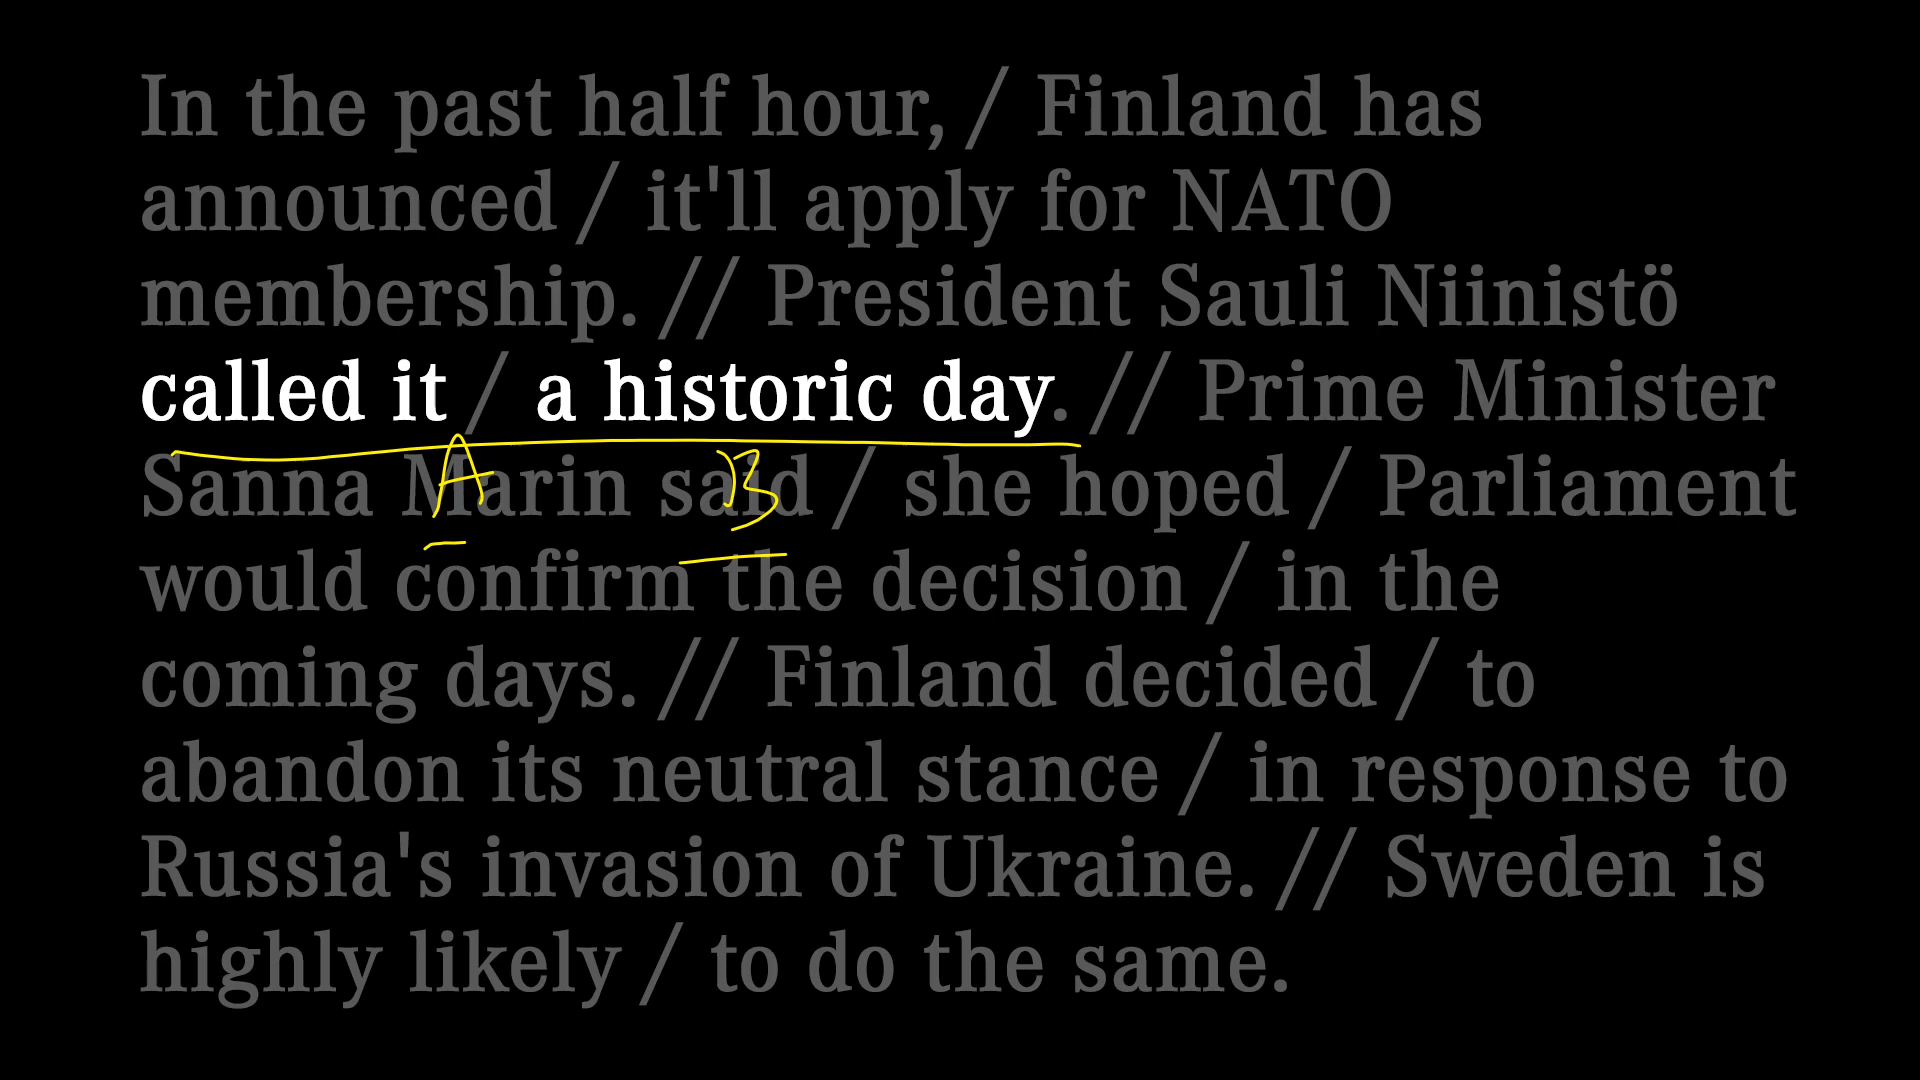 In the past half hour, / Finland has
announced / it'll apply for NATO
membership. // President Sauli Niinistö
called it / a historic day. // Prime Minister
A B
Sanna Marin said / she hoped / Parliament
would confirm the decision / in the
coming days. // Finland decided / to
abandon its neutral stance / in response to
Russia's invasion of Ukraine. // Sweden is
highly likely / to do the same.